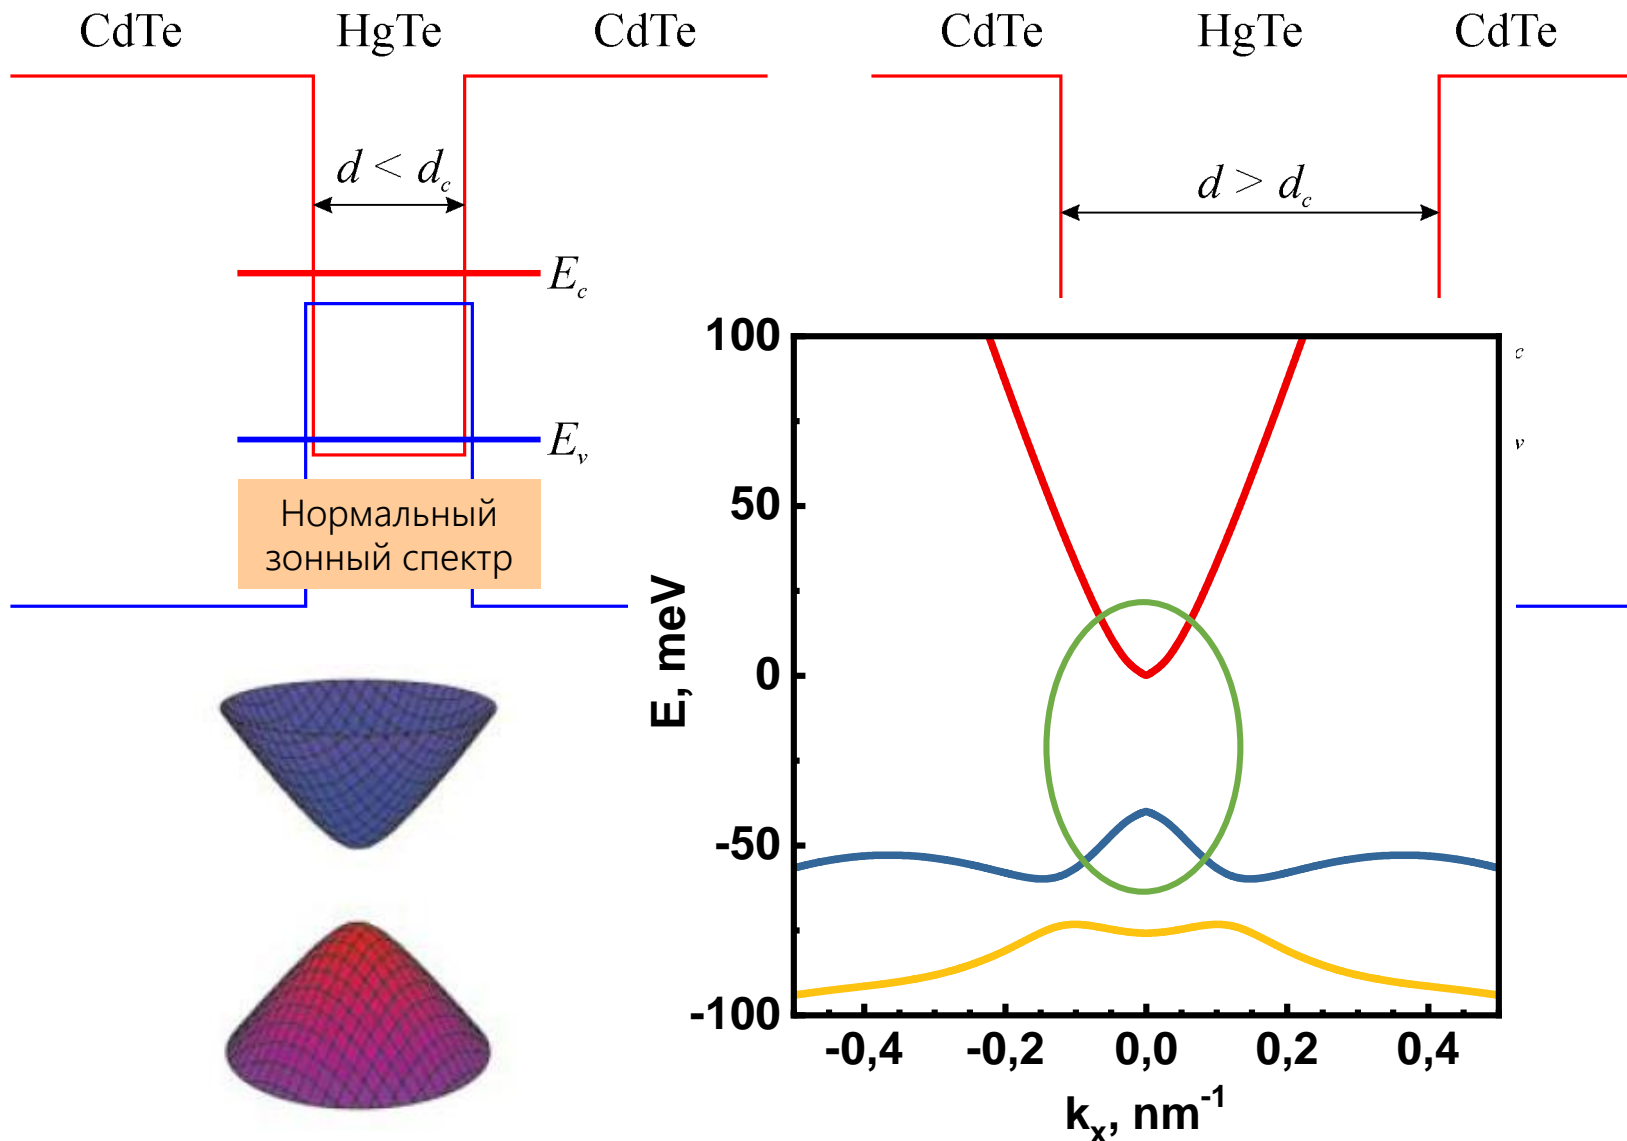 CdTe HgTe CdTe
d < d_c
E_c
E_v
Нормальный
зонный спектр
CdTe HgTe CdTe
d > d_c
c
v
100
50
0
-50
-100
E, meV
-0,4 -0,2 0,0 0,2 0,4
k_x, nm^-1